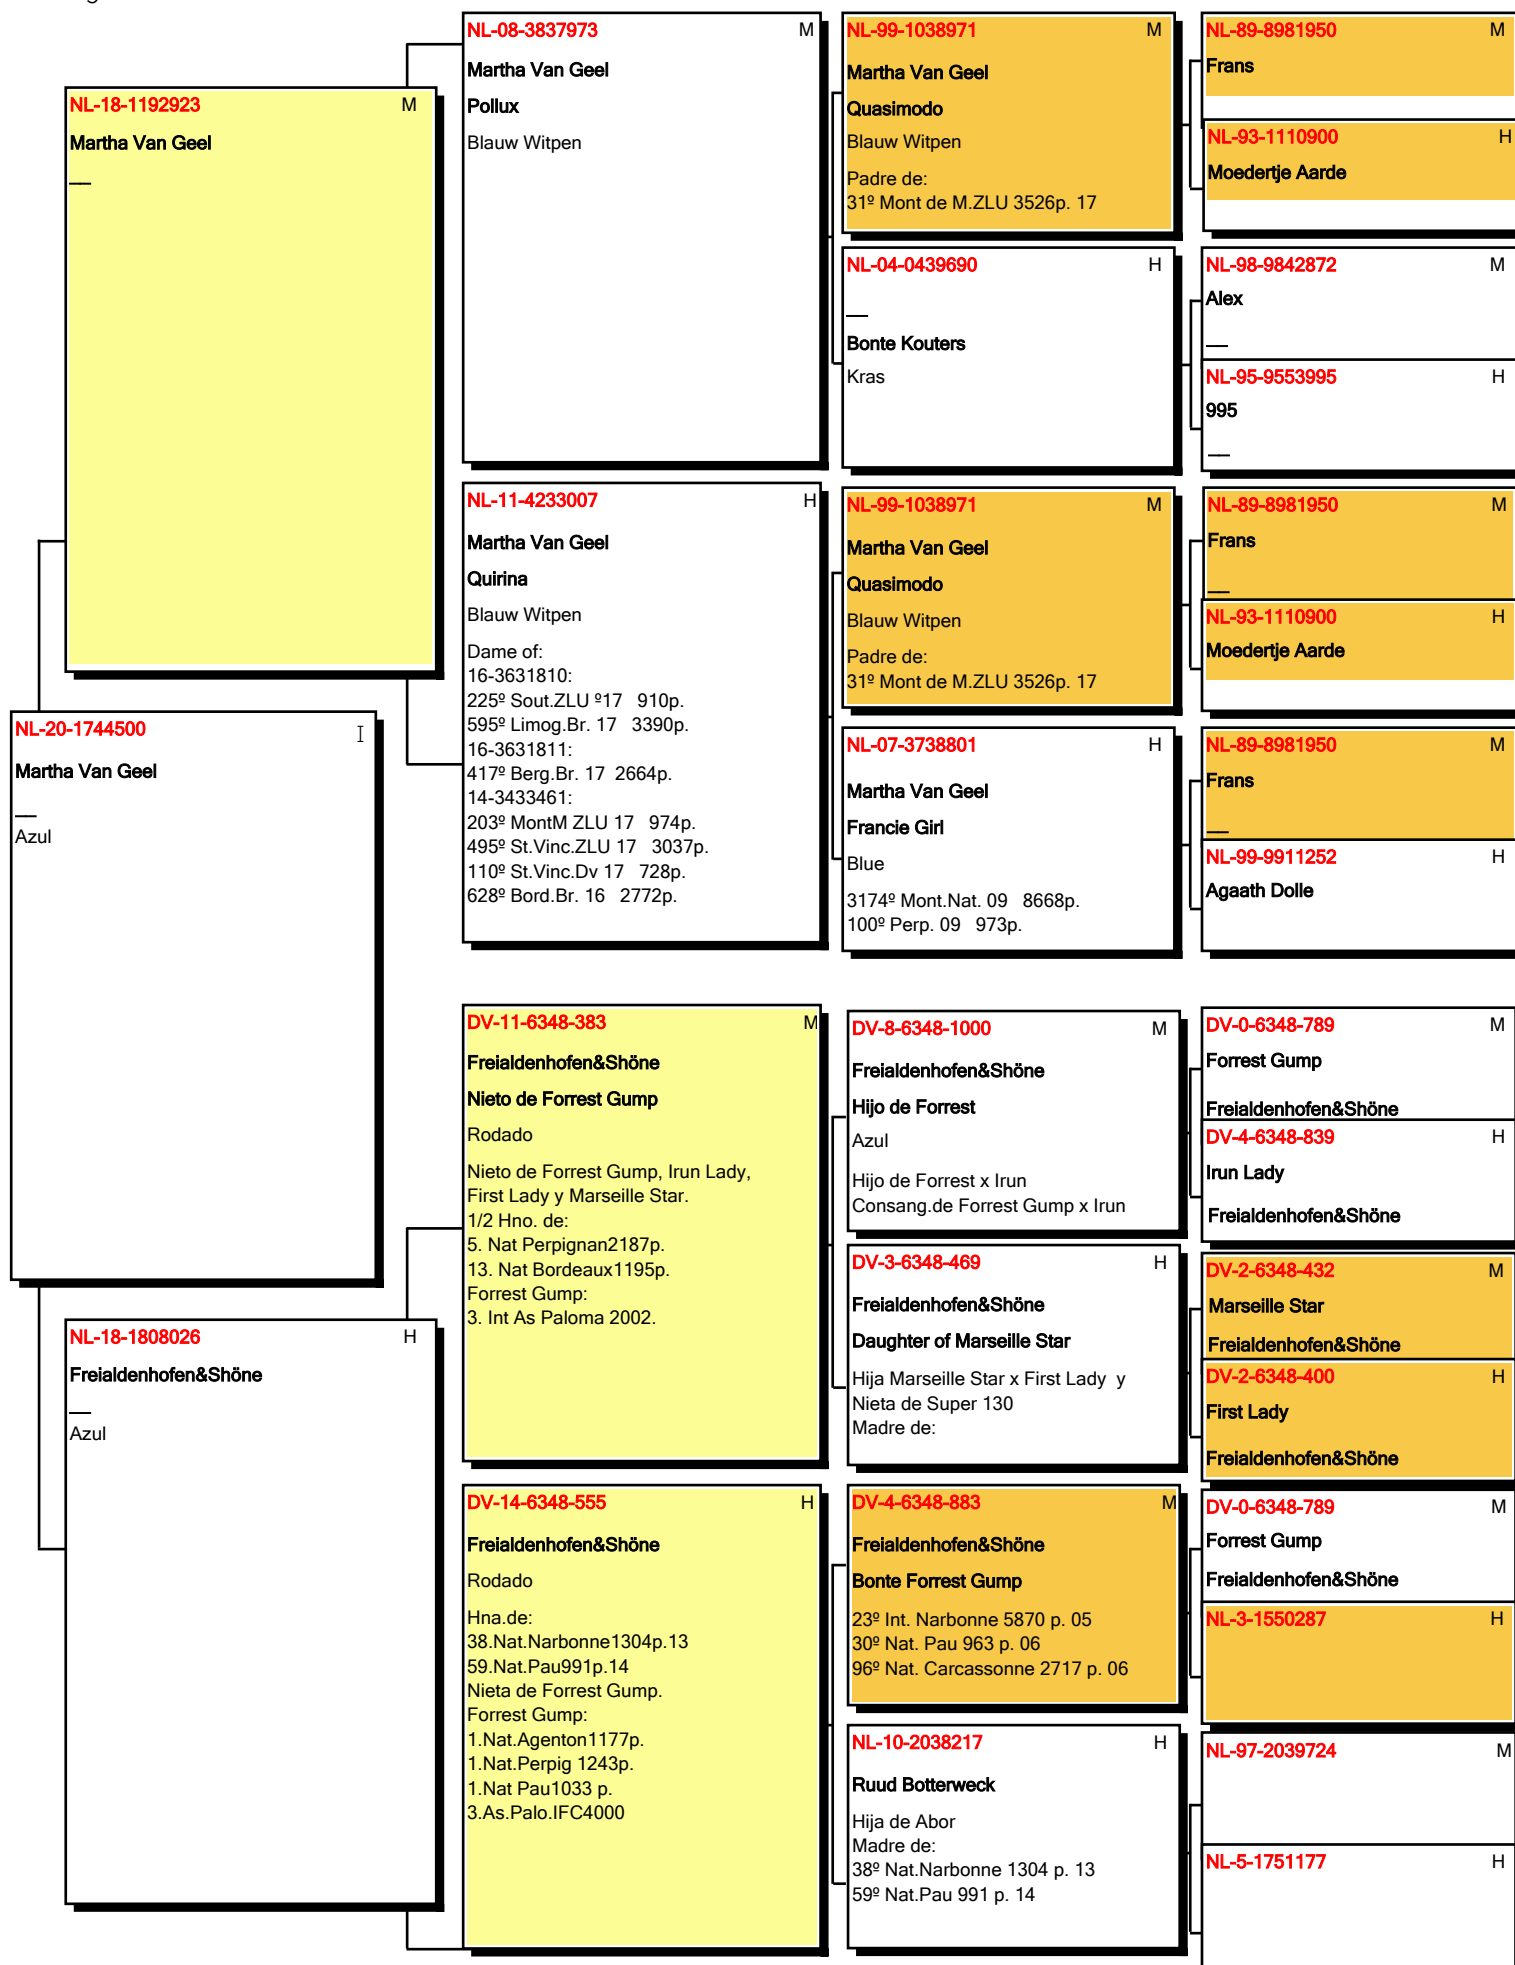 NL-20-1744500 I
Martha Van Geel
__
Azul
NL-18-1192923 M
Martha Van Geel
__
NL-18-1808026 H
Freialdenhofen&Shöne
__
Azul
NL-08-3837973 M
Martha Van Geel
Pollux
Blauw Witpen
NL-11-4233007 H
Martha Van Geel
Quirina
Blauw Witpen
Dame of:
16-3631810:
225º Sout.ZLU º17 910p.
595º Limog.Br. 17 3390p.
16-3631811:
417º Berg.Br. 17 2664p.
14-3433461:
203º MontM ZLU 17 974p.
495º St.Vinc.ZLU 17 3037p.
110º St.Vinc.Dv 17 728p.
628º Bord.Br. 16 2772p.
DV-11-6348-383 M
Freialdenhofen&Shöne
Nieto de Forrest Gump
Rodado
Nieto de Forrest Gump, Irun Lady,
First Lady y Marseille Star.
1/2 Hno. de:
5. Nat Perpignan2187p.
13. Nat Bordeaux1195p.
Forrest Gump:
3. Int As Paloma 2002.
DV-14-6348-555 H
Freialdenhofen&Shöne
Rodado
Hna.de:
38.Nat.Narbonne1304p.13
59.Nat.Pau991p.14
Nieta de Forrest Gump.
Forrest Gump:
1.Nat.Agenton1177p.
1.Nat.Perpig 1243p.
1.Nat Pau1033 p.
3.As.Palo.IFC4000
NL-99-1038971 M
Martha Van Geel
Quasimodo
Blauw Witpen
Padre de:
31º Mont de M.ZLU 3526p. 17
NL-04-0439690 H
__
Bonte Kouters
Kras
NL-99-1038971 M
Martha Van Geel
Quasimodo
Blauw Witpen
Padre de:
31º Mont de M.ZLU 3526p. 17
NL-07-3738801 H
Martha Van Geel
Francie Girl
Blue
3174º Mont.Nat. 09 8668p.
100º Perp. 09 973p.
DV-8-6348-1000 M
Freialdenhofen&Shöne
Hijo de Forrest
Azul
Hijo de Forrest x Irun
Consang.de Forrest Gump x Irun
DV-3-6348-469 H
Freialdenhofen&Shöne
Daughter of Marseille Star
Hija Marseille Star x First Lady y
Nieta de Super 130
Madre de:
DV-4-6348-883 M
Freialdenhofen&Shöne
Bonte Forrest Gump
23º Int. Narbonne 5870 p. 05
30º Nat. Pau 963 p. 06
96º Nat. Carcassonne 2717 p. 06
NL-10-2038217 H
Ruud Botterweck
Hija de Abor
Madre de:
38º Nat.Narbonne 1304 p. 13
59º Nat.Pau 991 p. 14
NL-89-8981950 M
Frans
NL-93-1110900 H
Moedertje Aarde
NL-98-9842872 M
Alex
__
NL-95-9553995 H
995
__
NL-89-8981950 M
Frans
__
NL-93-1110900 H
Moedertje Aarde
NL-89-8981950 M
Frans
__
NL-99-9911252 H
Agaath Dolle
DV-0-6348-789 M
Forrest Gump
Freialdenhofen&Shöne
DV-4-6348-839 H
Irun Lady
Freialdenhofen&Shöne
DV-2-6348-432 M
Marseille Star
Freialdenhofen&Shöne
DV-2-6348-400 H
First Lady
Freialdenhofen&Shöne
DV-0-6348-789 M
Forrest Gump
Freialdenhofen&Shöne
NL-3-1550287 H
NL-97-2039724 M
NL-5-1751177 H